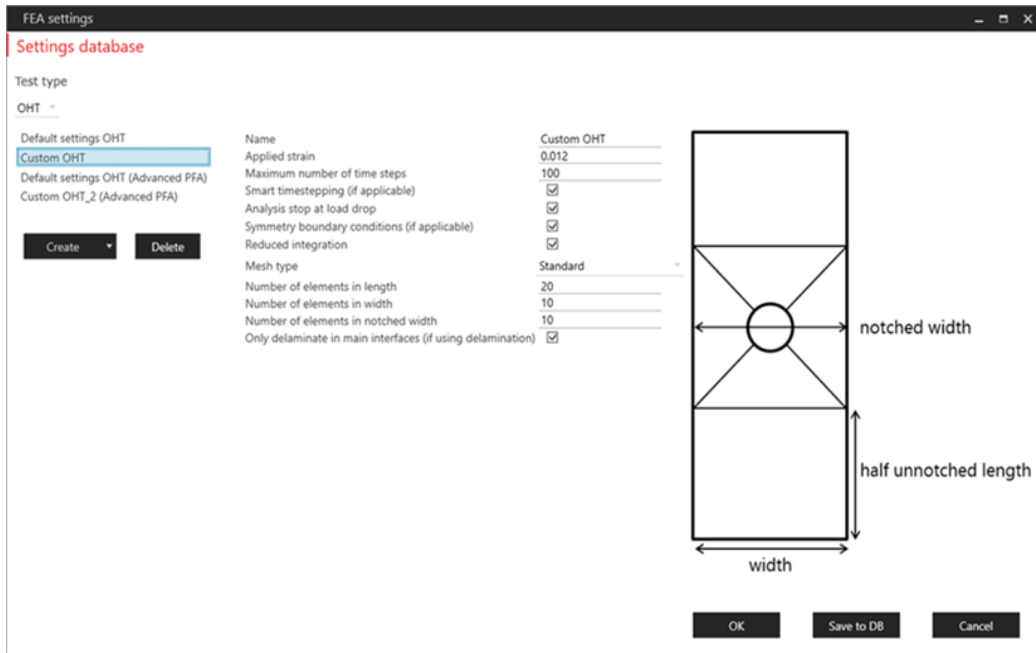 FEA settings
Settings database
Test type
OHT
Default settings OHT
Custom OHT
Default settings OHT (Advanced PFA)
Custom OHT_2 (Advanced PFA)
Create
Delete
Name Custom OHT
Applied strain 0.012
Maximum number of time steps 100
Smart timestepping (if applicable)
Analysis stop at load drop
Symmetry boundary conditions (if applicable)
Reduced integration
Mesh type Standard
Number of elements in length 20
Number of elements in width 10
Number of elements in notched width 10
Only delaminate in main interfaces (if using delamination)
notched width
half unnotched length
width
OK
Save to DB
Cancel